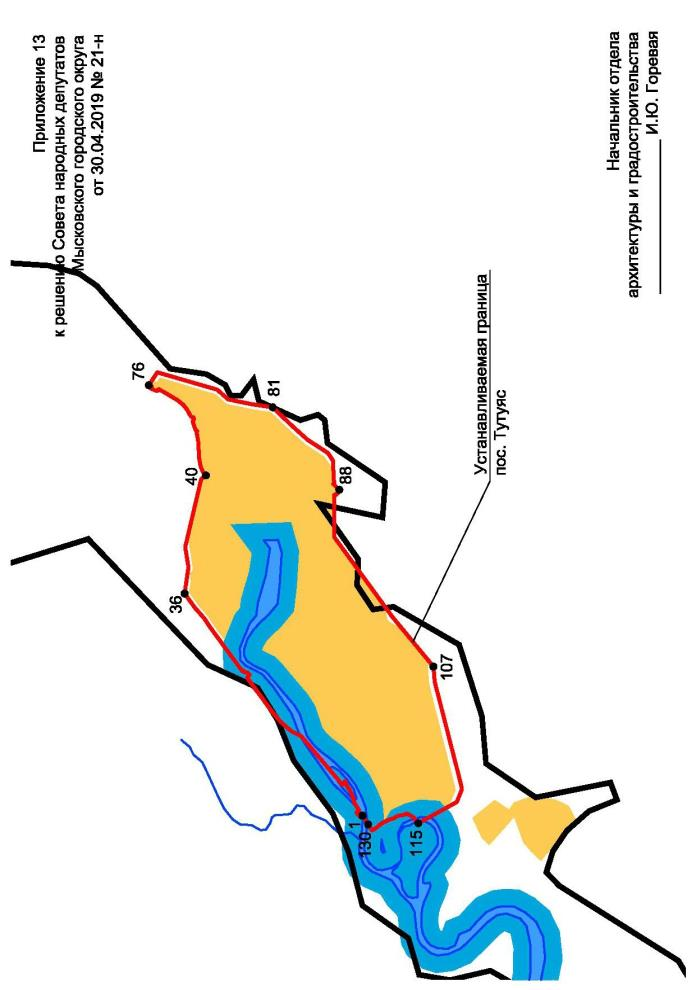 Приложение 13
к решению Совета народных депутатов
Мысковского городского округа
от 30.04.2019 № 21-н
76
81
40
88
36
107
1
130
115
Устанавливаемая граница
пос. Тутуяс
Начальник отдела
архитектуры и градостроительства
И.Ю. Горевая